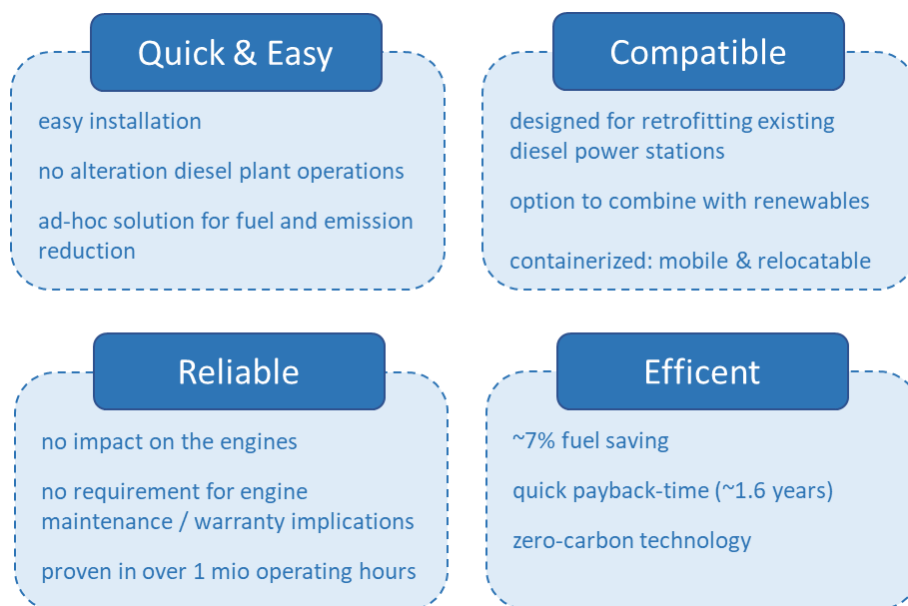 Quick & Easy
easy installation
no alteration diesel plant operations
ad-hoc solution for fuel and emission
reduction
Compatible
designed for retrofitting existing
diesel power stations
option to combine with renewables
containerized: mobile & relocatable
Reliable
no impact on the engines
no requirement for engine
maintenance / warranty implications
proven in over 1 mio operating hours
Efficent
~7% fuel saving
quick payback-time (~1.6 years)
zero-carbon technology